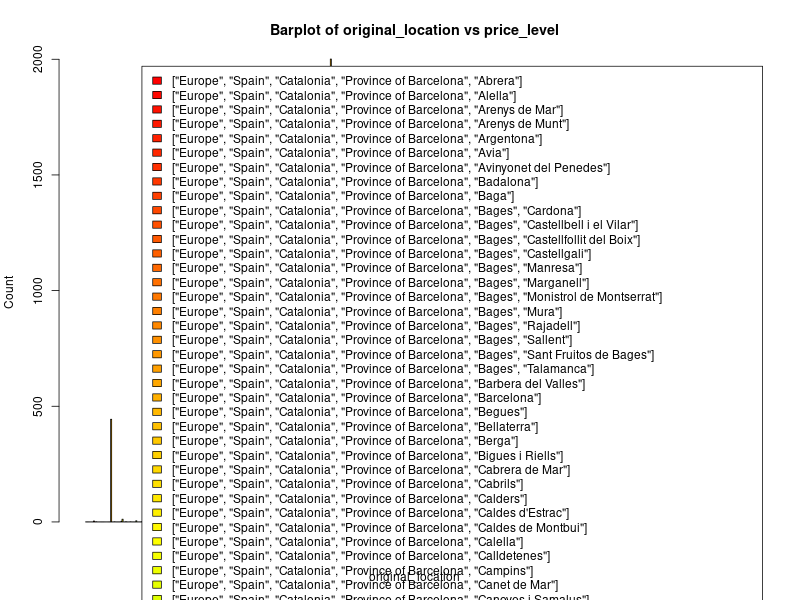 Barplot of original_location vs price_level
2000
1500
1000
500
0
Count
["Europe", "Spain", "Catalonia", "Province of Barcelona", "Abrera"]
["Europe", "Spain", "Catalonia", "Province of Barcelona", "Alella"]
["Europe", "Spain", "Catalonia", "Province of Barcelona", "Arenys de Mar"]
["Europe", "Spain", "Catalonia", "Province of Barcelona", "Arenys de Munt"]
["Europe", "Spain", "Catalonia", "Province of Barcelona", "Argentona"]
["Europe", "Spain", "Catalonia", "Province of Barcelona", "Avia"]
["Europe", "Spain", "Catalonia", "Province of Barcelona", "Avinyonet del Penedes"]
["Europe", "Spain", "Catalonia", "Province of Barcelona", "Badalona"]
["Europe", "Spain", "Catalonia", "Province of Barcelona", "Baga"]
["Europe", "Spain", "Catalonia", "Province of Barcelona", "Bages", "Cardona"]
["Europe", "Spain", "Catalonia", "Province of Barcelona", "Bages", "Castellbell i el Vilar"]
["Europe", "Spain", "Catalonia", "Province of Barcelona", "Bages", "Castellfollit del Boix"]
["Europe", "Spain", "Catalonia", "Province of Barcelona", "Bages", "Castellgali"]
["Europe", "Spain", "Catalonia", "Province of Barcelona", "Bages", "Manresa"]
["Europe", "Spain", "Catalonia", "Province of Barcelona", "Bages", "Marganell"]
["Europe", "Spain", "Catalonia", "Province of Barcelona", "Bages", "Monistrol de Montserrat"]
["Europe", "Spain", "Catalonia", "Province of Barcelona", "Bages", "Mura"]
["Europe", "Spain", "Catalonia", "Province of Barcelona", "Bages", "Rajadell"]
["Europe", "Spain", "Catalonia", "Province of Barcelona", "Bages", "Sallent"]
["Europe", "Spain", "Catalonia", "Province of Barcelona", "Bages", "Sant Fruitos de Bages"]
["Europe", "Spain", "Catalonia", "Province of Barcelona", "Bages", "Talamanca"]
["Europe", "Spain", "Catalonia", "Province of Barcelona", "Barbera del Valles"]
["Europe", "Spain", "Catalonia", "Province of Barcelona", "Barcelona"]
["Europe", "Spain", "Catalonia", "Province of Barcelona", "Begues"]
["Europe", "Spain", "Catalonia", "Province of Barcelona", "Bellaterra"]
["Europe", "Spain", "Catalonia", "Province of Barcelona", "Berga"]
["Europe", "Spain", "Catalonia", "Province of Barcelona", "Bigues i Riells"]
["Europe", "Spain", "Catalonia", "Province of Barcelona", "Cabrera de Mar"]
["Europe", "Spain", "Catalonia", "Province of Barcelona", "Cabrils"]
["Europe", "Spain", "Catalonia", "Province of Barcelona", "Calders"]
["Europe", "Spain", "Catalonia", "Province of Barcelona", "Caldes d'Estrac"]
["Europe", "Spain", "Catalonia", "Province of Barcelona", "Caldes de Montbui"]
["Europe", "Spain", "Catalonia", "Province of Barcelona", "Calella"]
["Europe", "Spain", "Catalonia", "Province of Barcelona", "Calldetenes"]
["Europe", "Spain", "Catalonia", "Province of Barcelona", "Campins"]
original_location
["Europe", "Spain", "Catalonia", "Province of Barcelona", "Canet de Mar"]
["Europe", "Spain", "Catalonia", "Province of Barcelona", "Canoves i Samalus"]